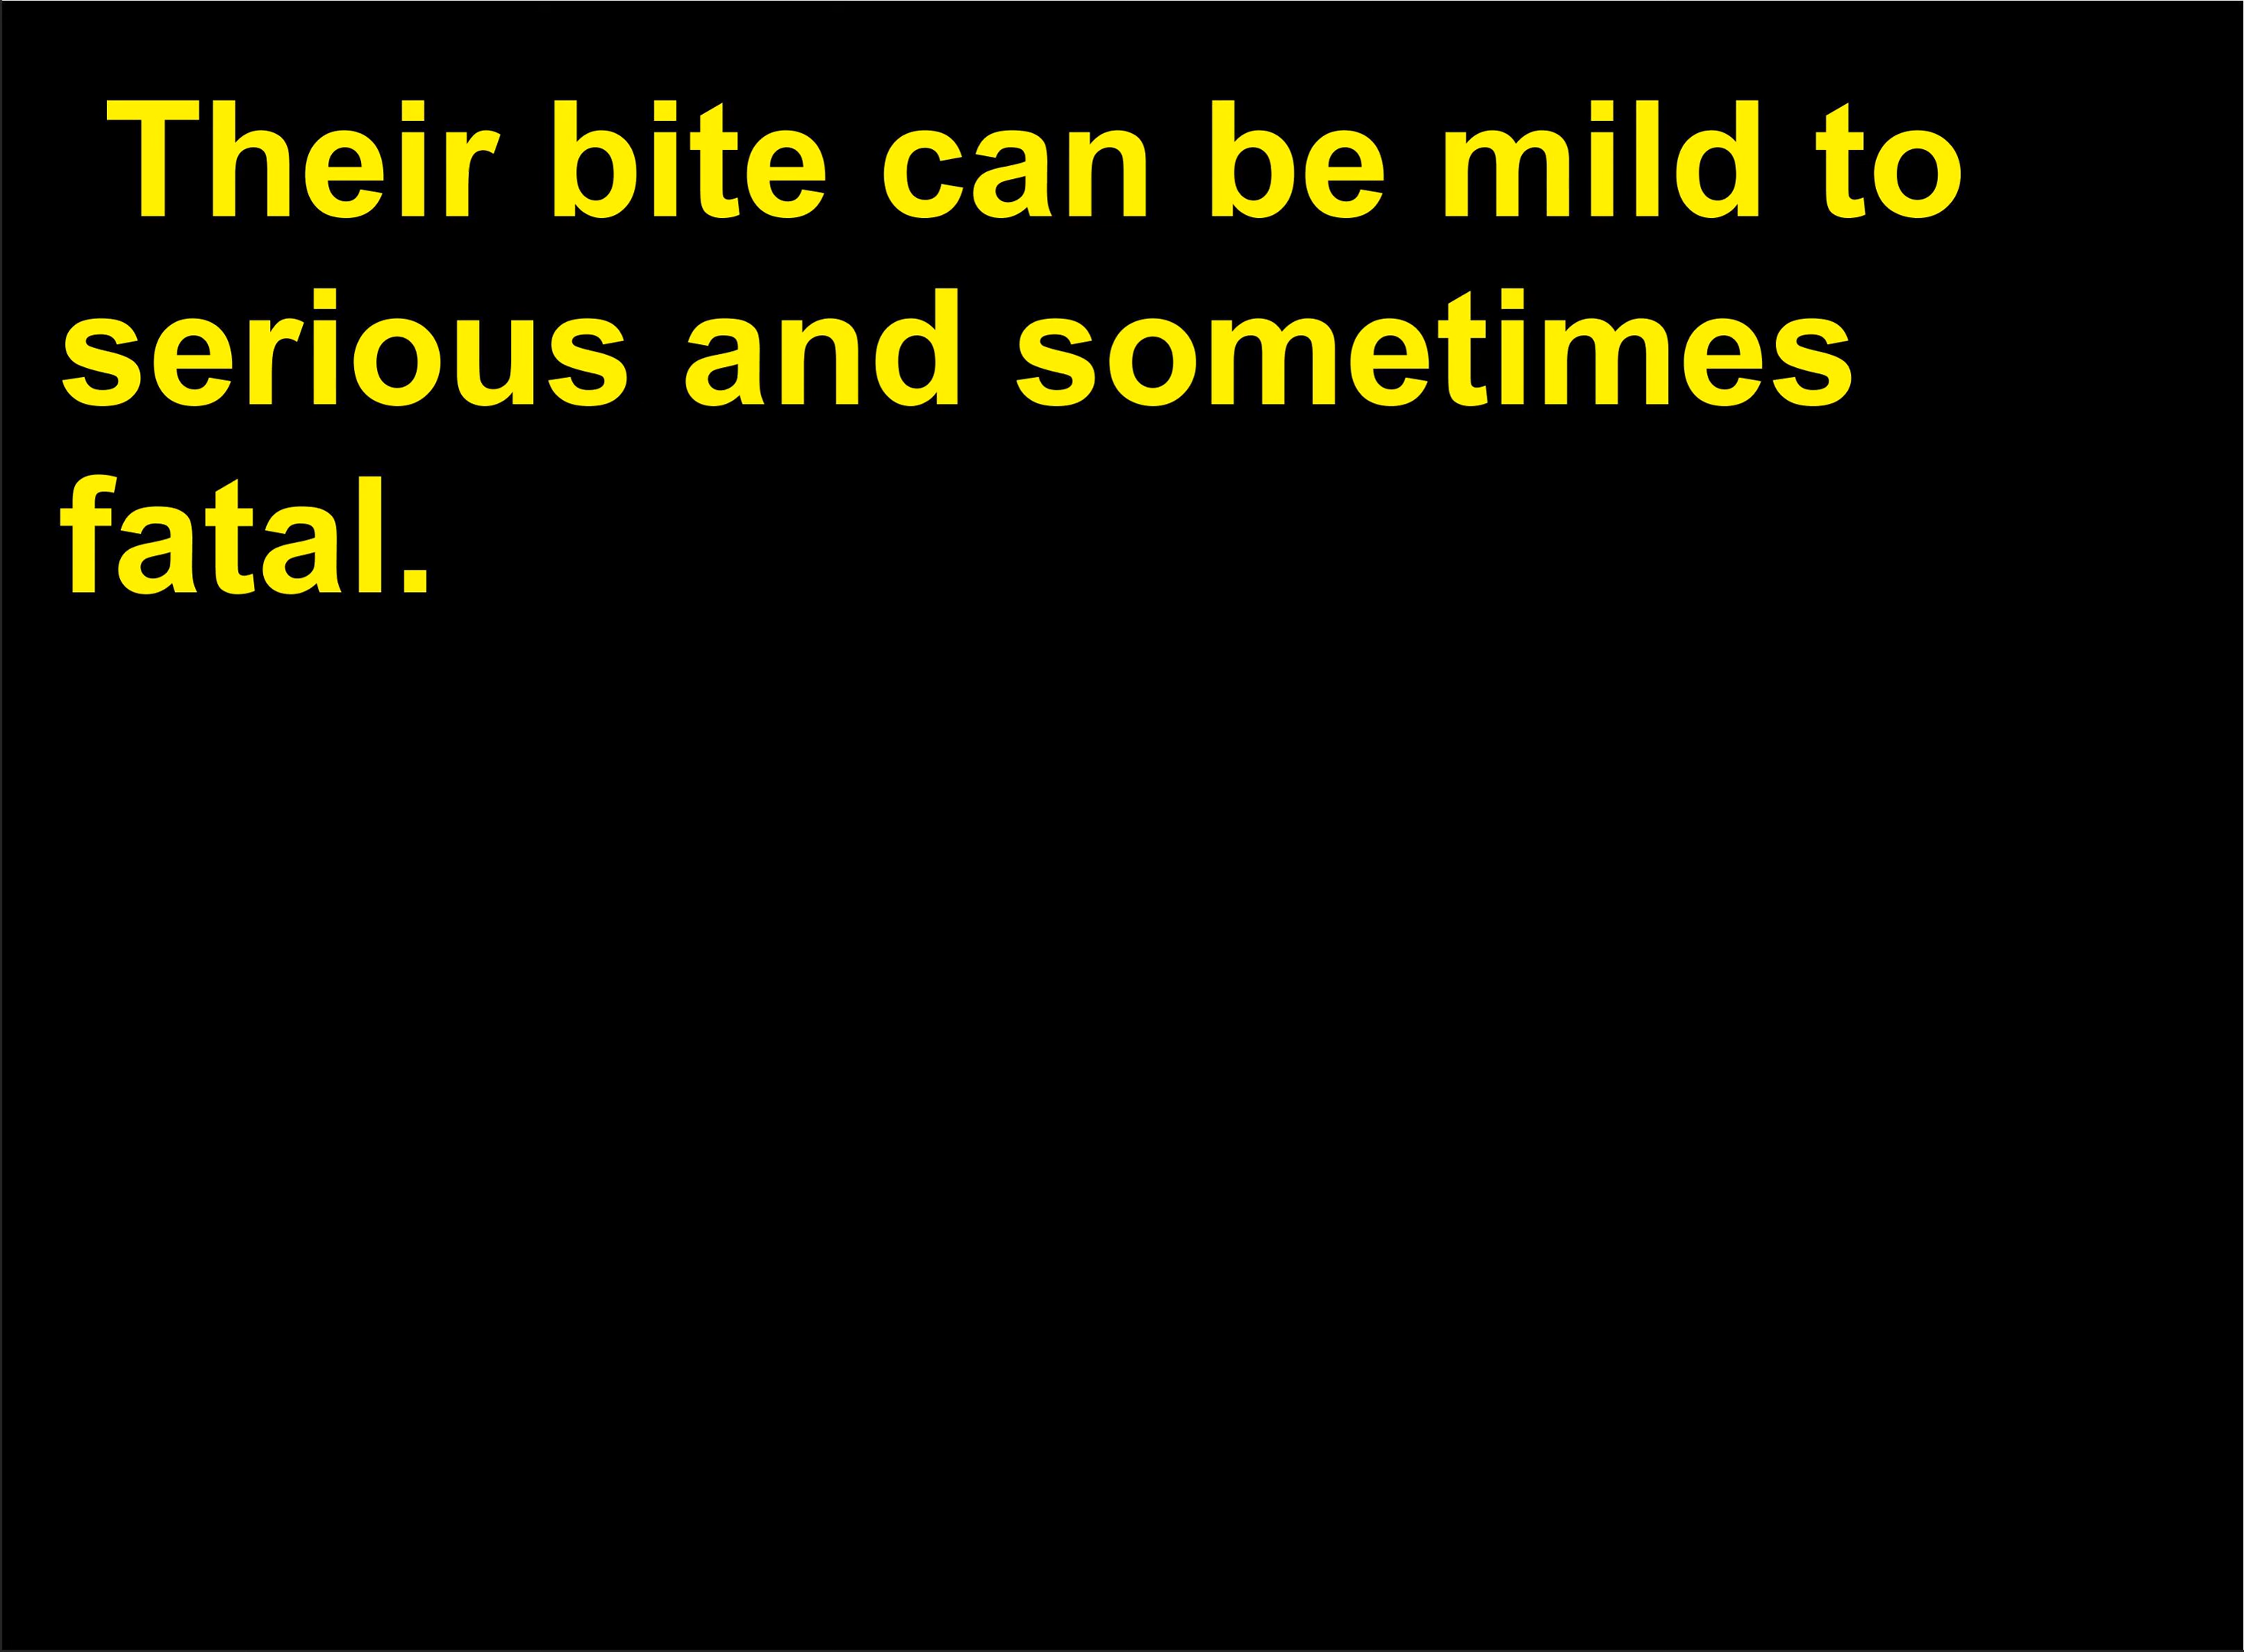 Their bite can be mild to
serious and sometimes
fatal.